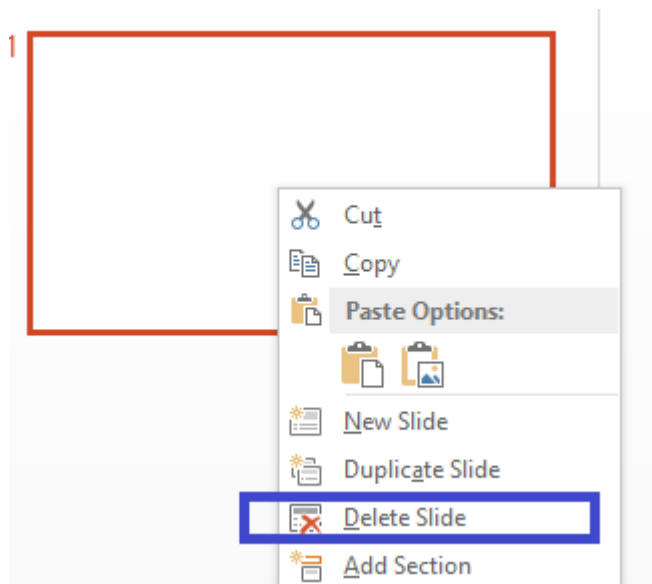 1
Cut
Copy
Paste Options:
New Slide
Duplicate Slide
Delete Slide
Add Section